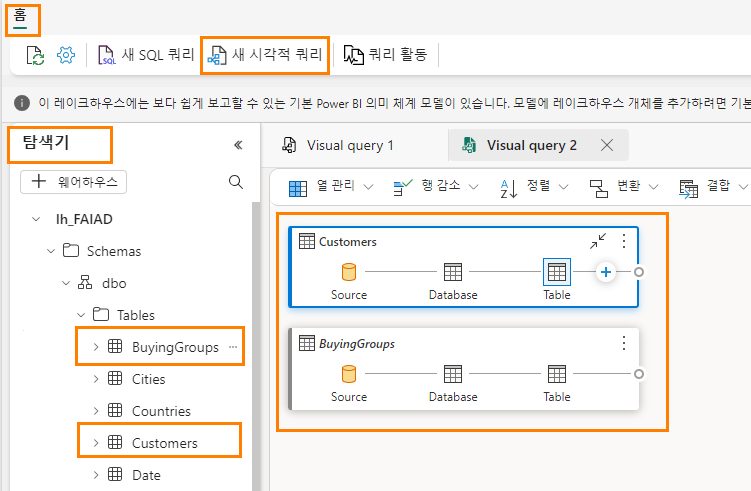 홈
새 SQL 쿼리 새 시각적 쿼리 쿼리 활동
이 레이크하우스에는 보다 쉽게 보고할 수 있는 기본 Power BI 의미 체계 모델이 있습니다. 모델에 레이크하우스 개체를 추가하려면 기본
탐색기
+ 웨어하우스
lh_FAIAD
Schemas
dbo
Tables
BuyingGroups
Cities
Countries
Customers
Date
Visual query 1 Visual query 2
열 관리 행 감소 정렬 변환 결합
Customers
Source Database Table
BuyingGroups
Source Database Table